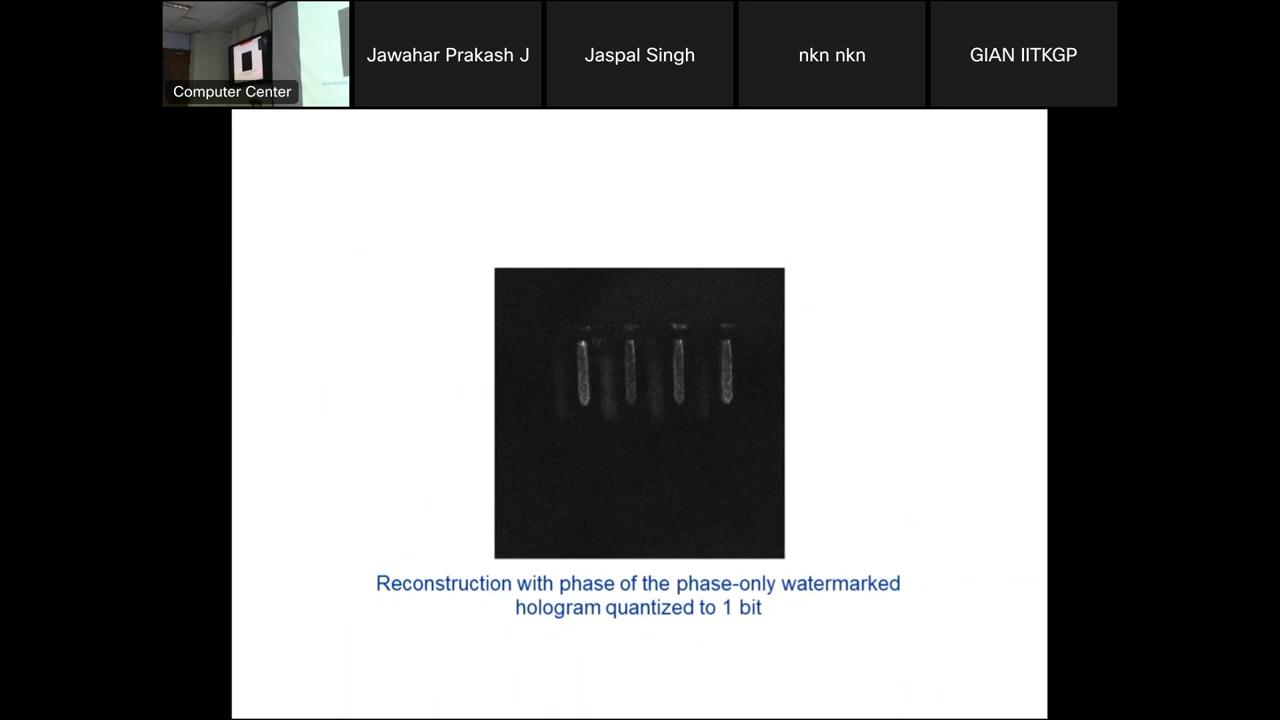 Computer Center
Jawahar Prakash J
Jaspal Singh
nkn nkn
GIAN IITKGP
Reconstruction with phase of the phase-only watermarked
hologram quantized to 1 bit